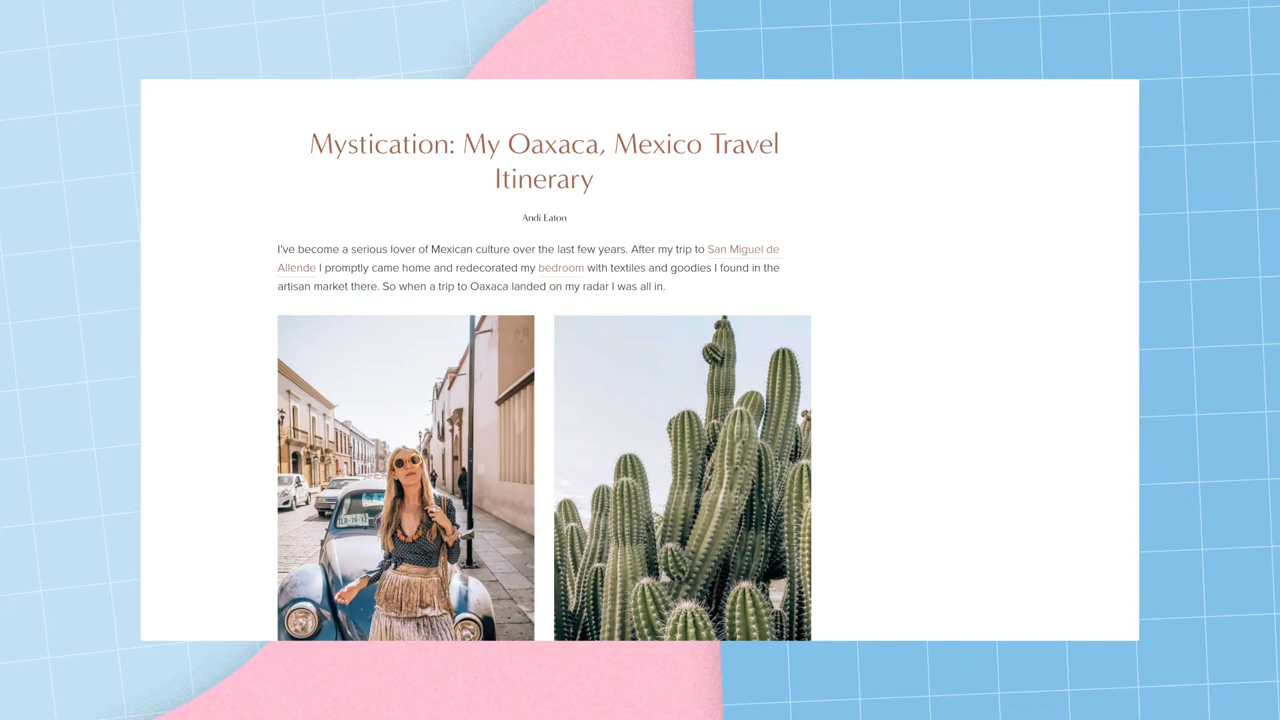 Mystication: My Oaxaca, Mexico Travel
Itinerary
Andi Eaton
I've become a serious lover of Mexican culture over the last few years. After my trip to San Miguel de
Allende I promptly came home and redecorated my bedroom with textiles and goodies I found in the
artisan market there. So when a trip to Oaxaca landed on my radar I was all in.